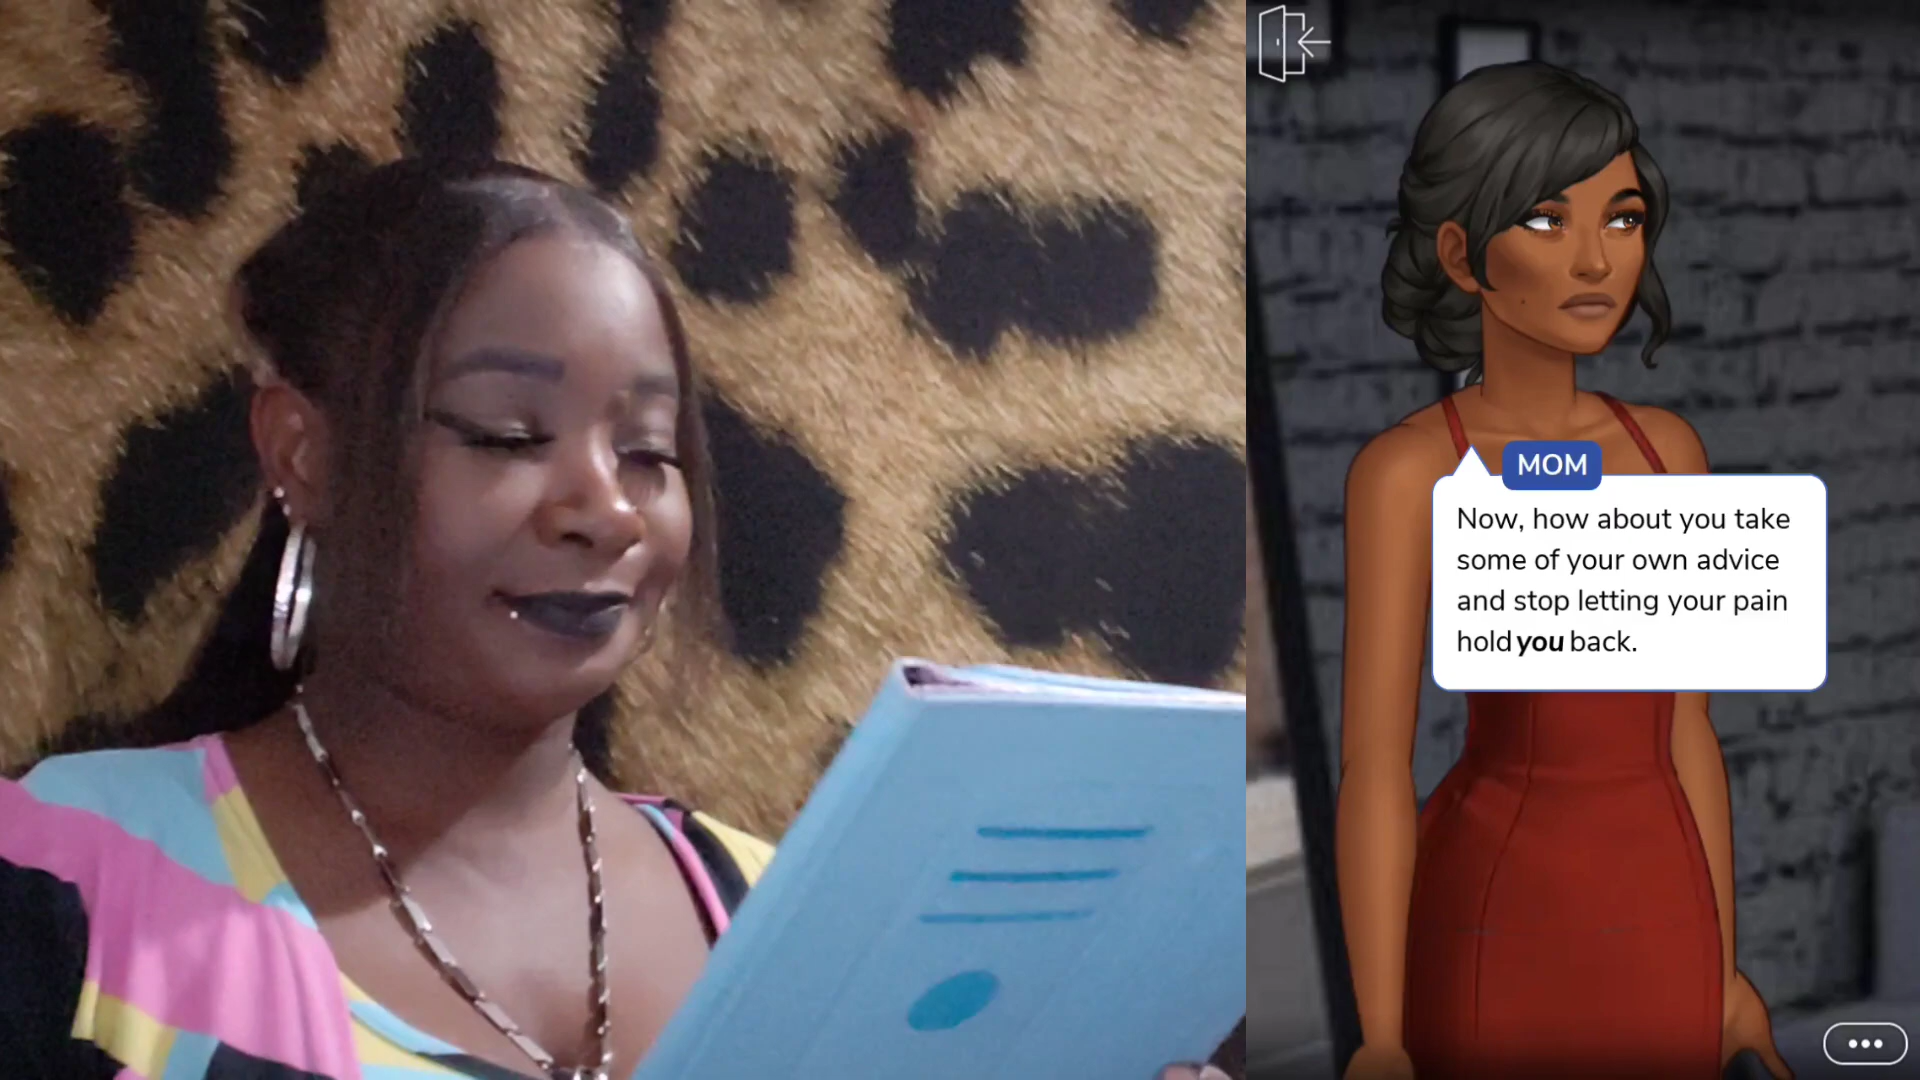 MOM
Now, how about you take
some of your own advice
and stop letting your pain
hold you back.